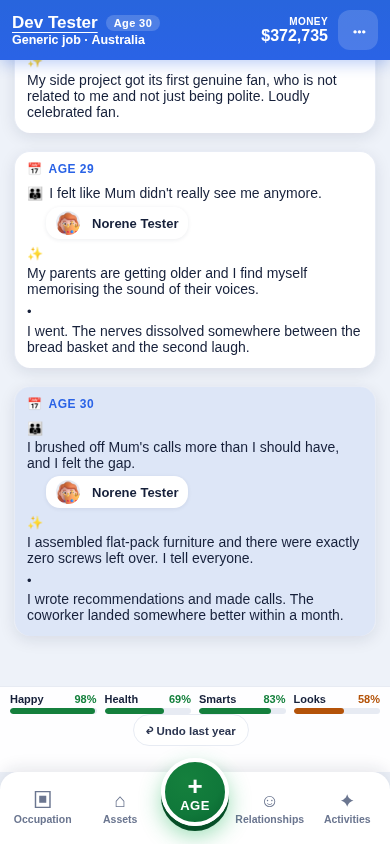 Dev Tester Age 30
Generic job · Australia
MONEY
$372,735
My side project got its first genuine fan, who is not
related to me and not just being polite. Loudly
celebrated fan.
AGE 29
I felt like Mum didn't really see me anymore.
Norene Tester
My parents are getting older and I find myself
memorising the sound of their voices.
•
I went. The nerves dissolved somewhere between the
bread basket and the second laugh.
AGE 30
I brushed off Mum's calls more than I should have,
and I felt the gap.
Norene Tester
I assembled flat-pack furniture and there were exactly
zero screws left over. I tell everyone.
•
I wrote recommendations and made calls. The
coworker landed somewhere better within a month.
Happy 98% Health 69% Smarts 83% Looks 58%
Undo last year
+
AGE
Occupation Assets Relationships Activities